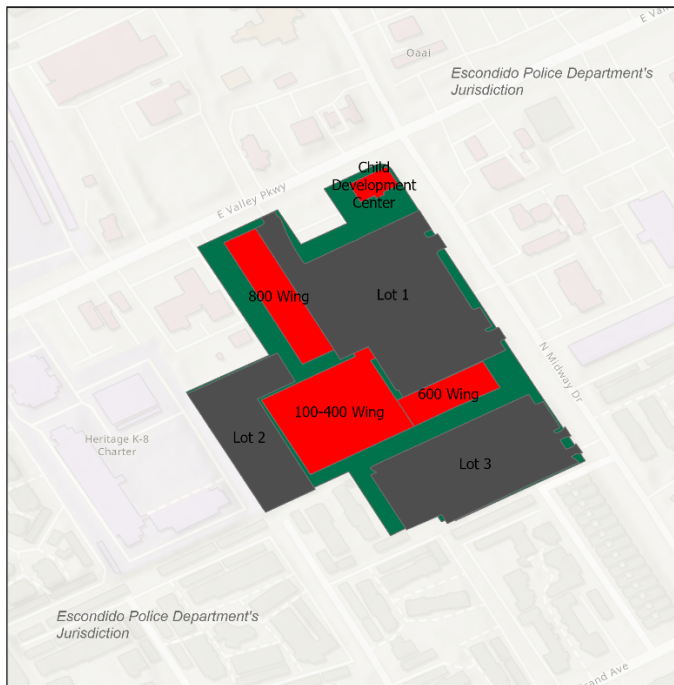 Oaai
E Va
Escondido Police Department's
Jurisdiction
Child
Development
Center
E Valley Pkwy
800 Wing
Lot 1
N Midway Dr
600 Wing
100-400 Wing
Lot 2
Heritage K-8
Charter
Lot 3
Escondido Police Department's
Jurisdiction
rand Ave